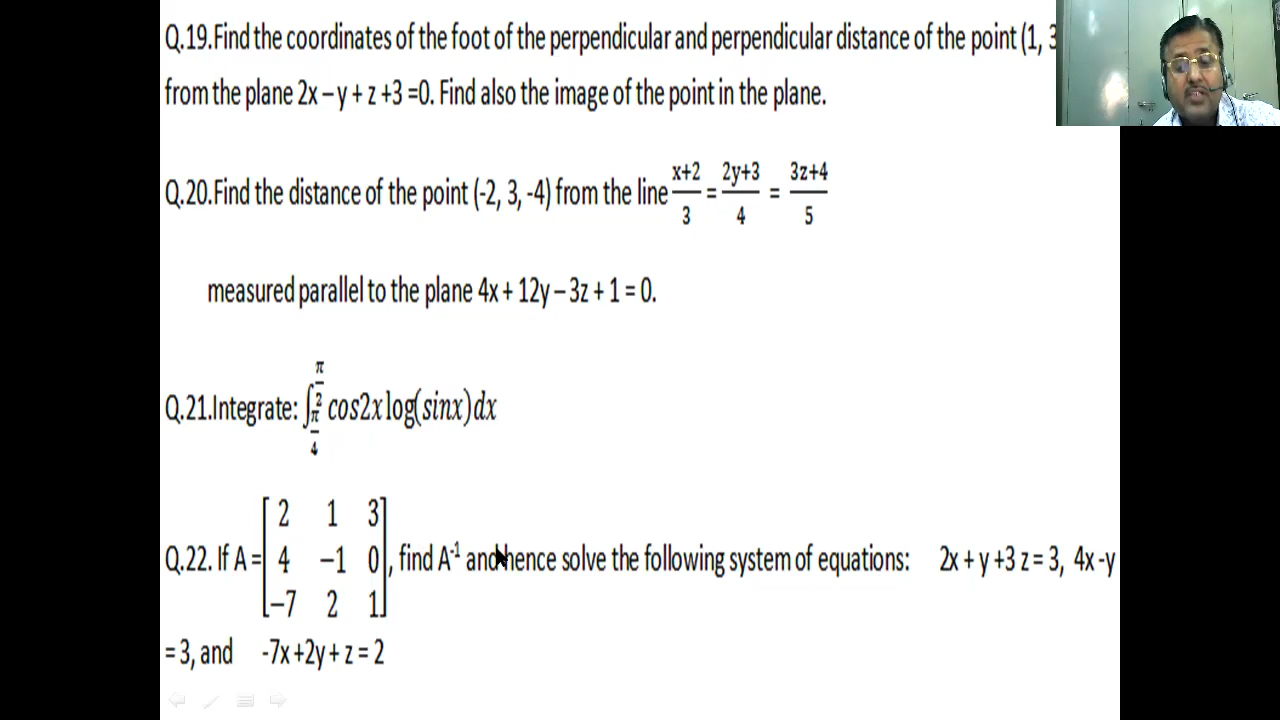 Q.19.Find the coordinates of the foot of the perpendicular and perpendicular distance of the point (1, 3
from the plane 2x – y + z +3 =0. Find also the image of the point in the plane.
Q.20.Find the distance of the point (-2, 3, -4) from the line x+2/3 = 2y+3/4 = 3z+4/5
measured parallel to the plane 4x + 12y – 3z + 1 = 0.
Q.21.Integrate: ∫_{π/4}^{π/2} cos2x log(sinx) dx
Q.22. If A = [2 1 3; 4 −1 0; −7 2 1], find A⁻¹ and hence solve the following system of equations: 2x + y +3 z = 3, 4x -y
= 3, and -7x +2y + z = 2